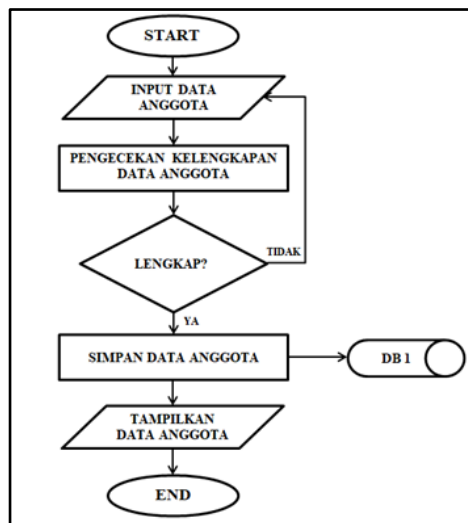 START
INPUT DATA
ANGGOTA
PENGECEKAN KELENGKAPAN
DATA ANGGOTA
LENGKAP?
TIDAK
YA
SIMPAN DATA ANGGOTA
DB 1
TAMPILKAN
DATA ANGGOTA
END